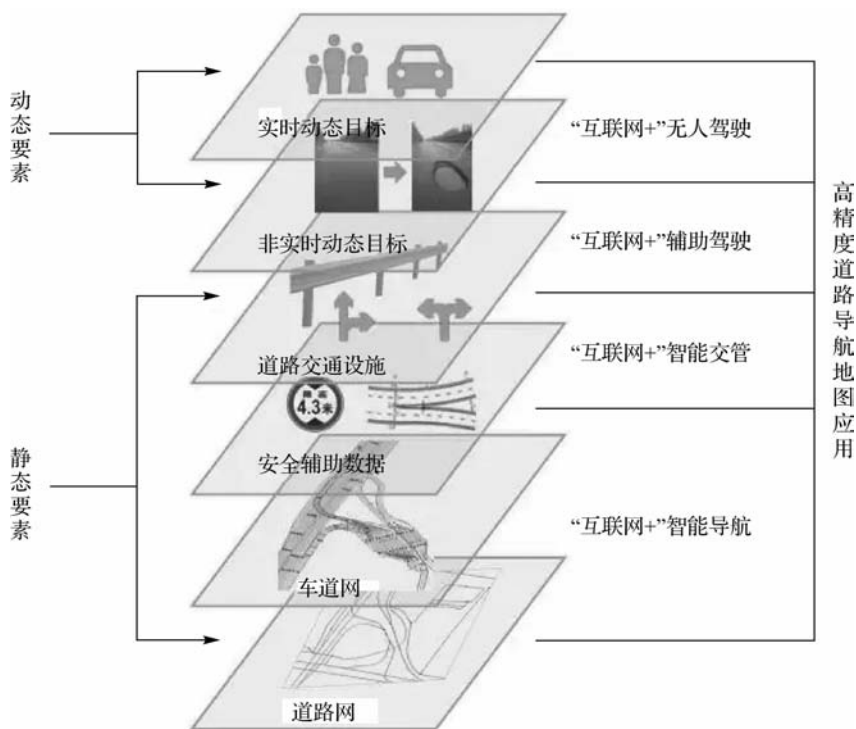 动态要素
实时动态目标
“互联网+”无人驾驶
非实时动态目标
“互联网+”辅助驾驶
高精度道路导航地图应用
道路交通设施
“互联网+”智能交管
限高
4.3米
静态要素
安全辅助数据
“互联网+”智能导航
车道网
道路网